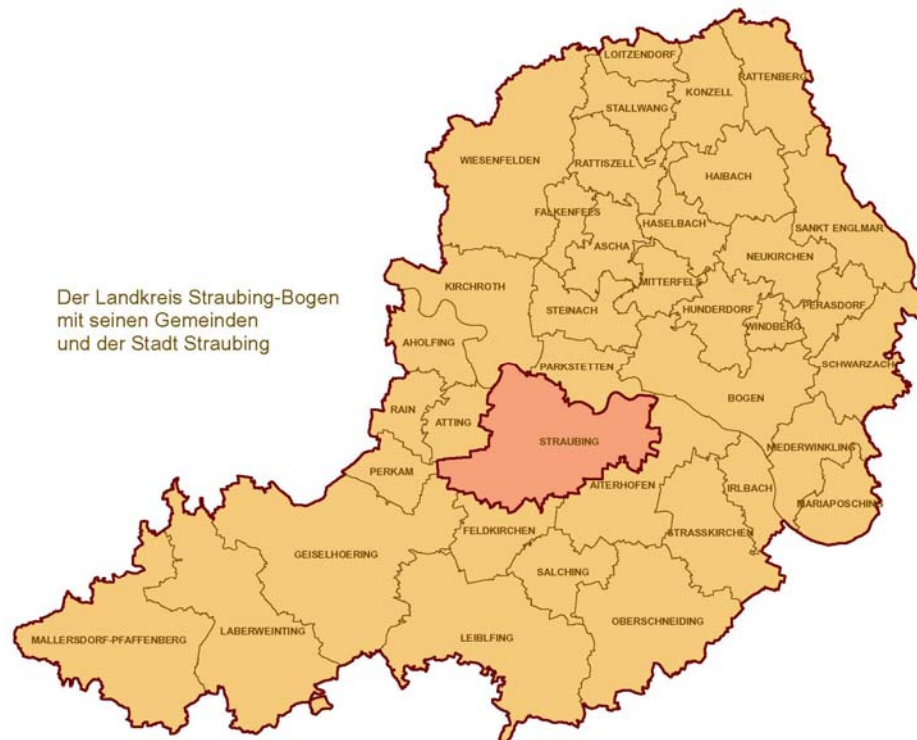 LOITZENDORF
RATTENBERG
KONZELL
STALLWANG
WIESENFELDEN
RATTISZELL
HAIBACH
FALKENFELS
HASELBACH
SANKT ENGLMAR
ASCHA
NEUKIRCHEN
MITTERFELS
KIRCHROTH
Der Landkreis Straubing-Bogen
mit seinen Gemeinden
und der Stadt Straubing
STEINACH
HUNDERDORF
PERASDORF
WINDBERG
AHOLFING
PARKSTETTEN
SCHWARZACH
BOGEN
RAIN
ATTING
STRAUBING
NIEDERWINKLING
PERKAM
AITERHOFEN
IRLBACH
MARIAPOSCHING
FELDKIRCHEN
STRASSKIRCHEN
GEISELHOERING
SALCHING
OBERSCHNEIDING
MALLERSDORF-PFAFFENBERG
LABERWEINTING
LEIBLFING